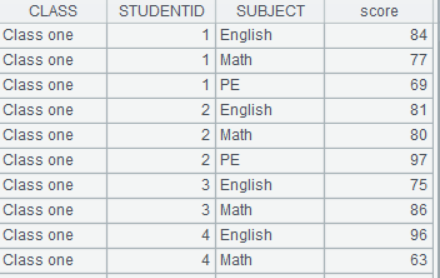 CLASS STUDENTID SUBJECT score
Class one 1 English 84
Class one 1 Math 77
Class one 1 PE 69
Class one 2 English 81
Class one 2 Math 80
Class one 2 PE 97
Class one 3 English 75
Class one 3 Math 86
Class one 4 English 96
Class one 4 Math 63